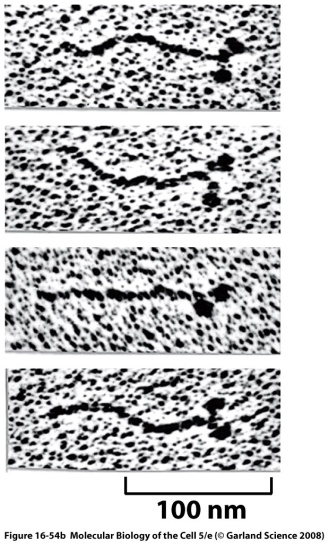 100 nm
Figure 16-54b Molecular Biology of the Cell 5/e (© Garland Science 2008)